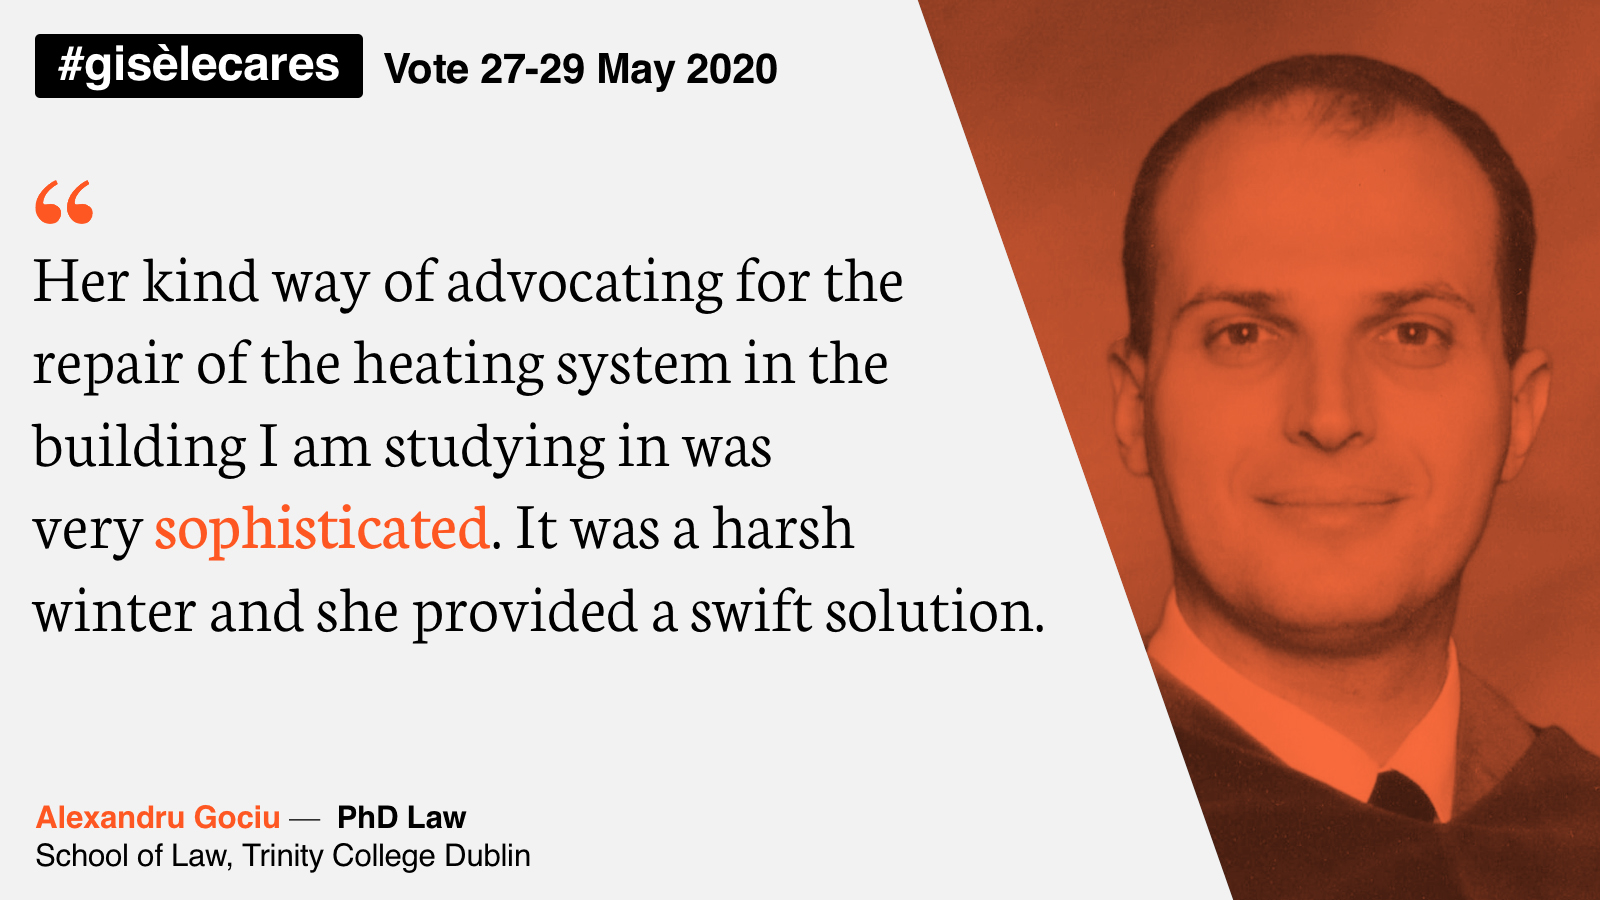 #gisèlecares Vote 27-29 May 2020
“
Her kind way of advocating for the
repair of the heating system in the
building I am studying in was
very sophisticated. It was a harsh
winter and she provided a swift solution.
Alexandru Gociu — PhD Law
School of Law, Trinity College Dublin